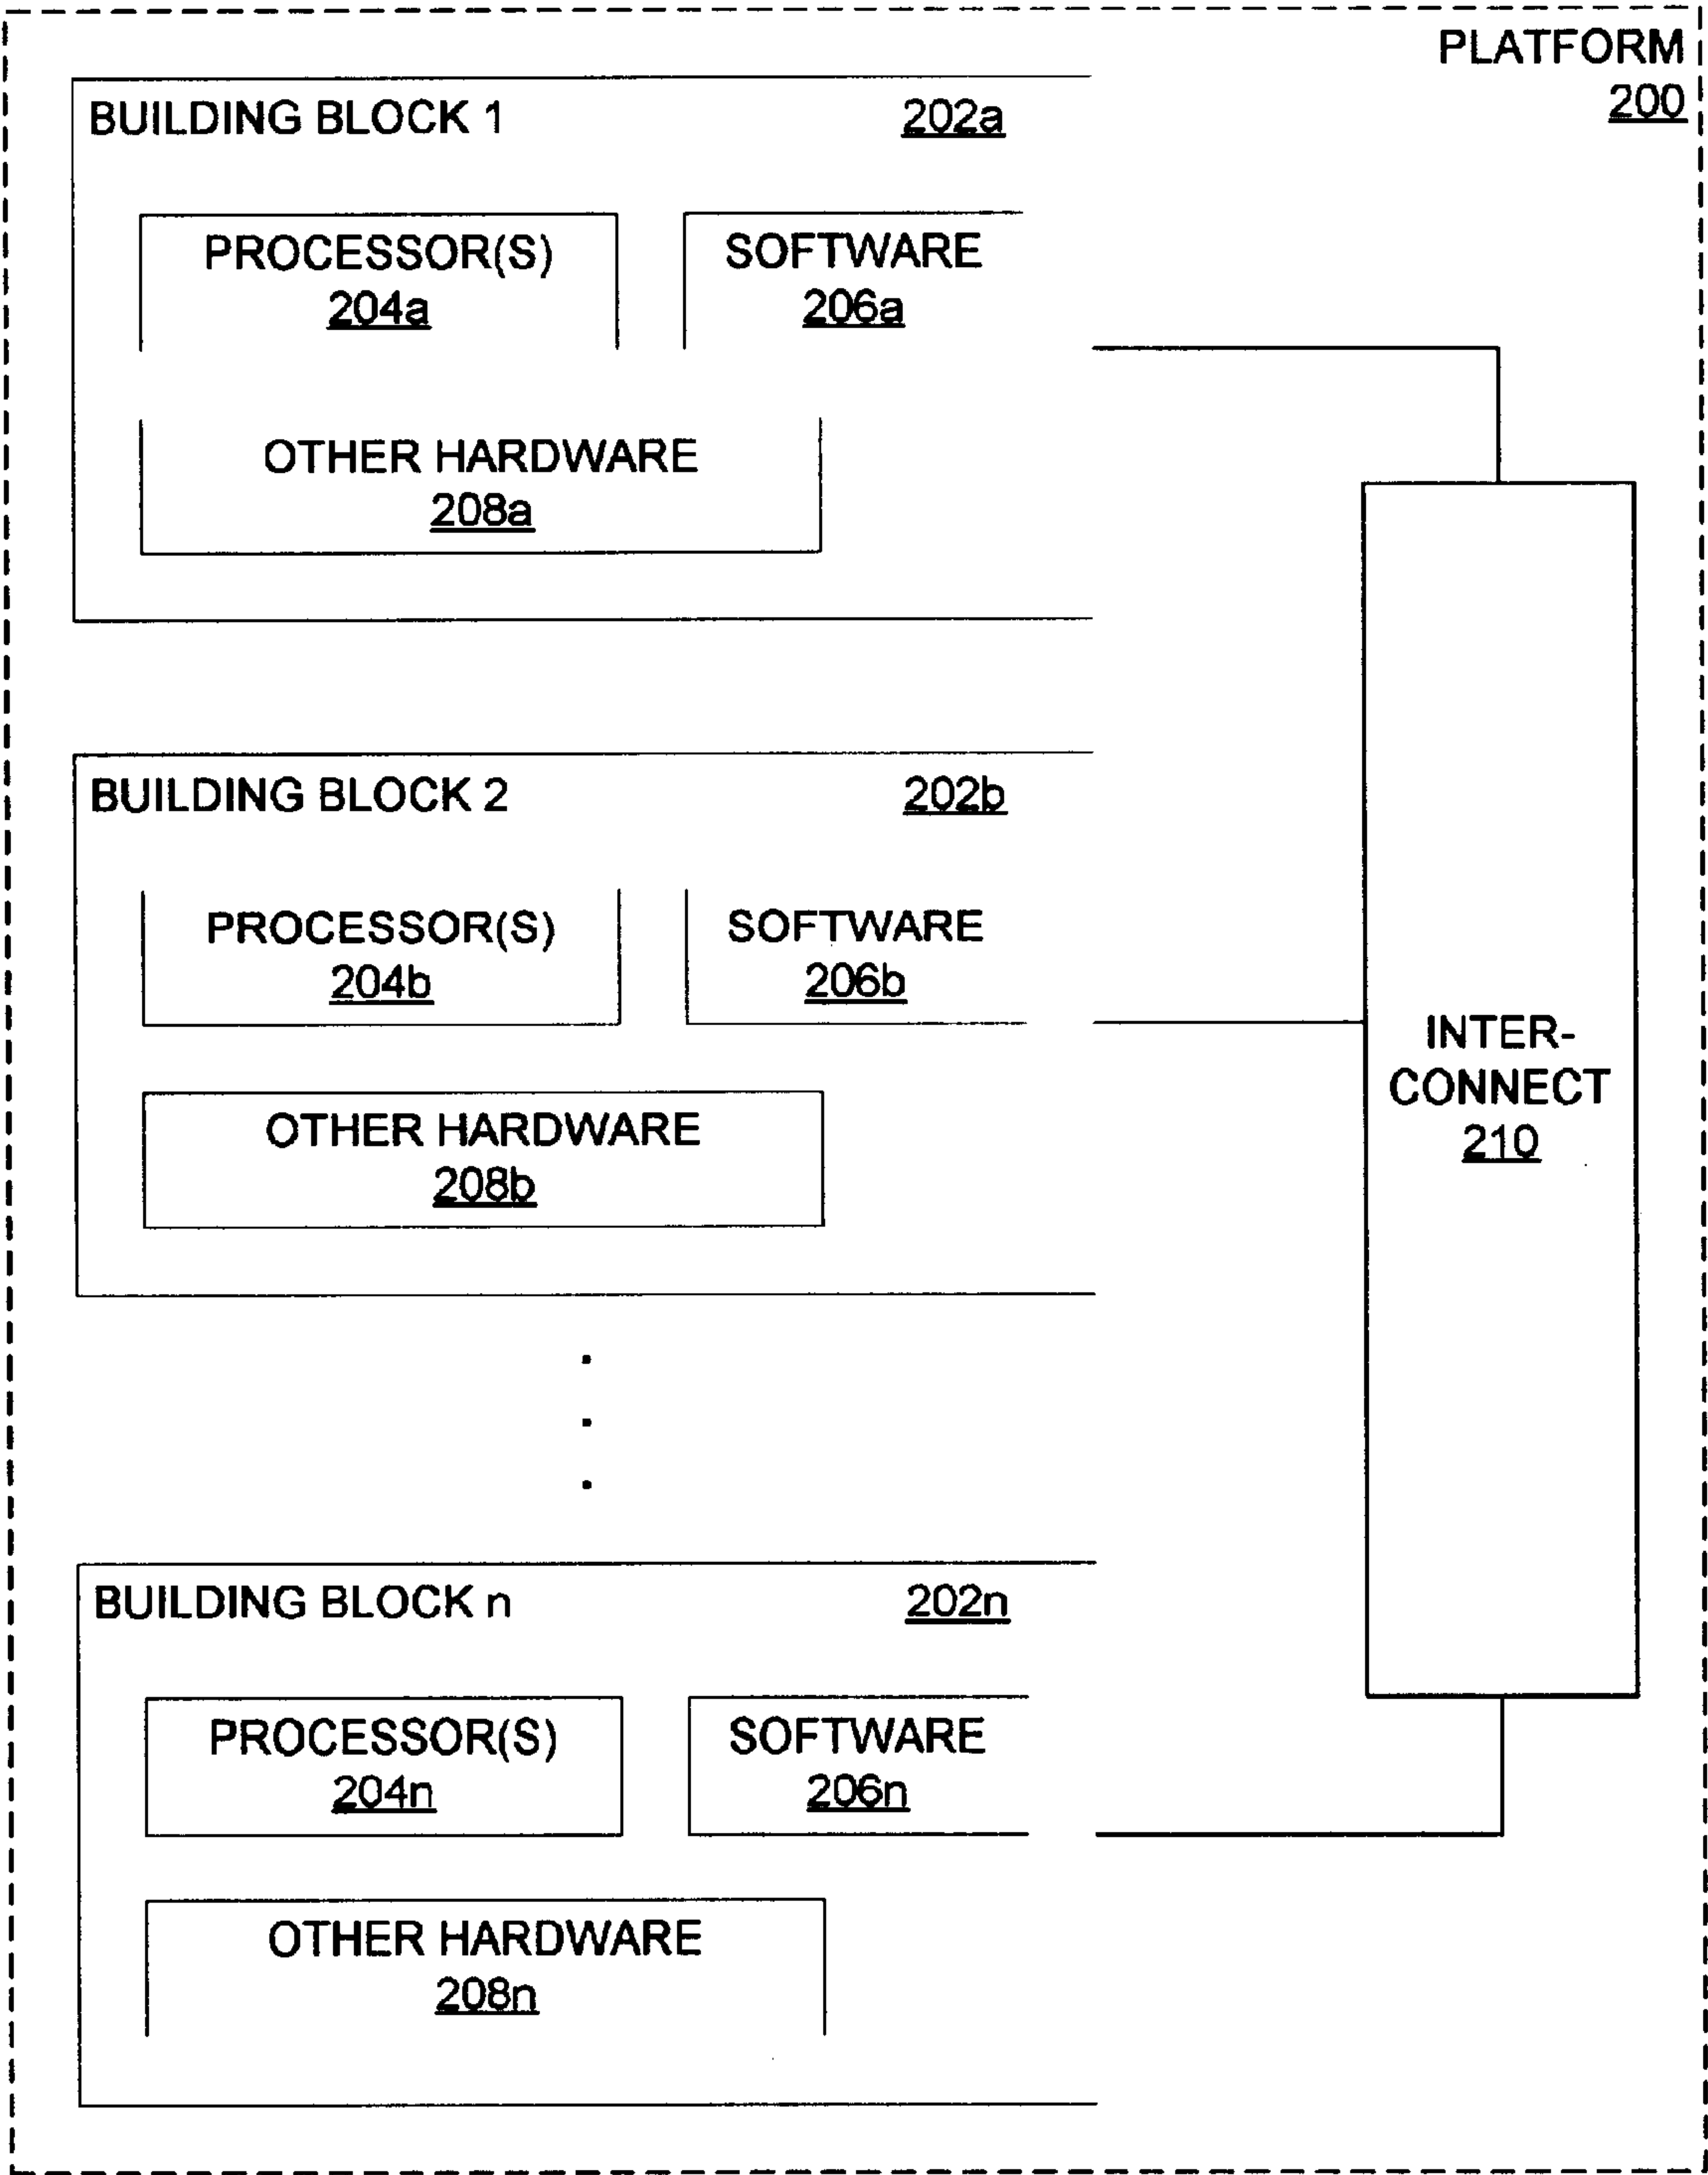 PLATFORM
200
BUILDING BLOCK 1 202a
PROCESSOR(S)
204a
SOFTWARE
206a
OTHER HARDWARE
208a
BUILDING BLOCK 2 202b
PROCESSOR(S)
204b
SOFTWARE
206b
OTHER HARDWARE
208b
INTER-
CONNECT
210
BUILDING BLOCK n 202n
PROCESSOR(S)
204n
SOFTWARE
206n
OTHER HARDWARE
208n